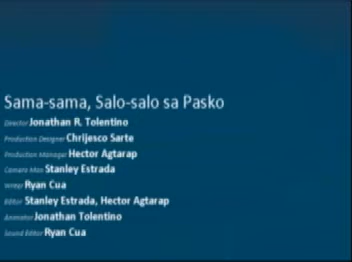 Sama-sama, Salo-salo sa Pasko
Director Jonathan R. Tolentino
Production Designer Chrijesco Sarte
Production Manager Hector Agtarap
Camera Man Stanley Estrada
Writer Ryan Cua
Editor Stanley Estrada, Hector Agtarap
Animator Jonathan Tolentino
Sound Editor Ryan Cua